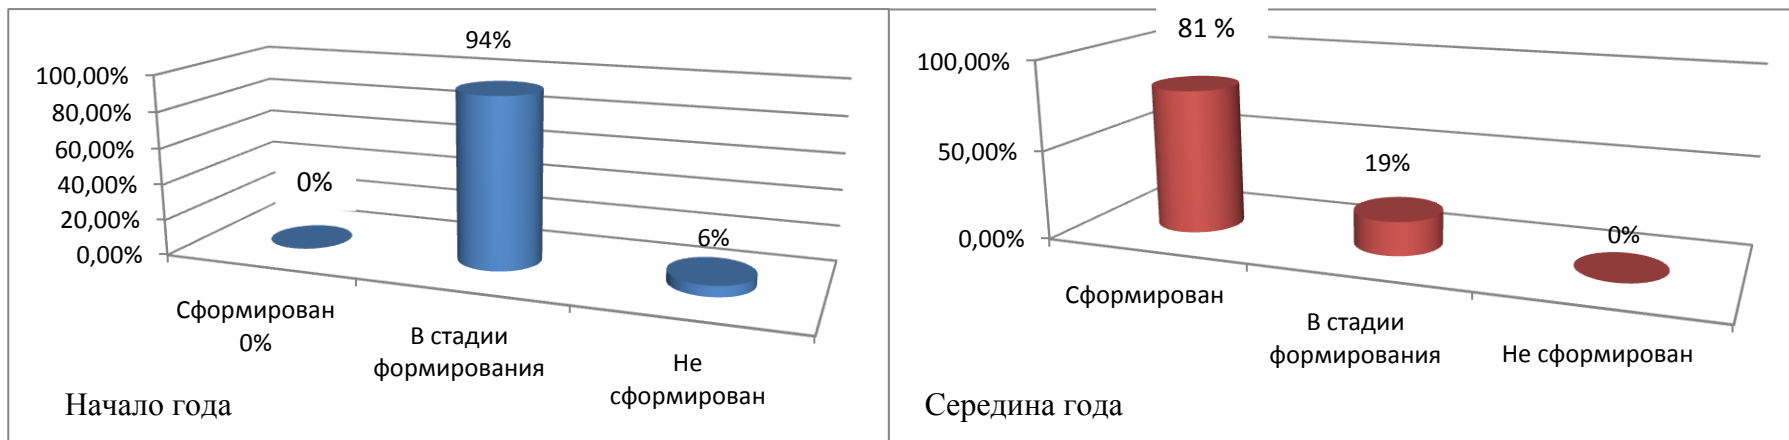 94%
100,00%
80,00%
60,00%
40,00%
20,00%
0,00%
0%
6%
Сформирован
0%
В стадии
формирования
Не
сформирован
Начало года
81 %
100,00%
50,00%
0,00%
19%
0%
Сформирован
В стадии
формирования
Не сформирован
Середина года